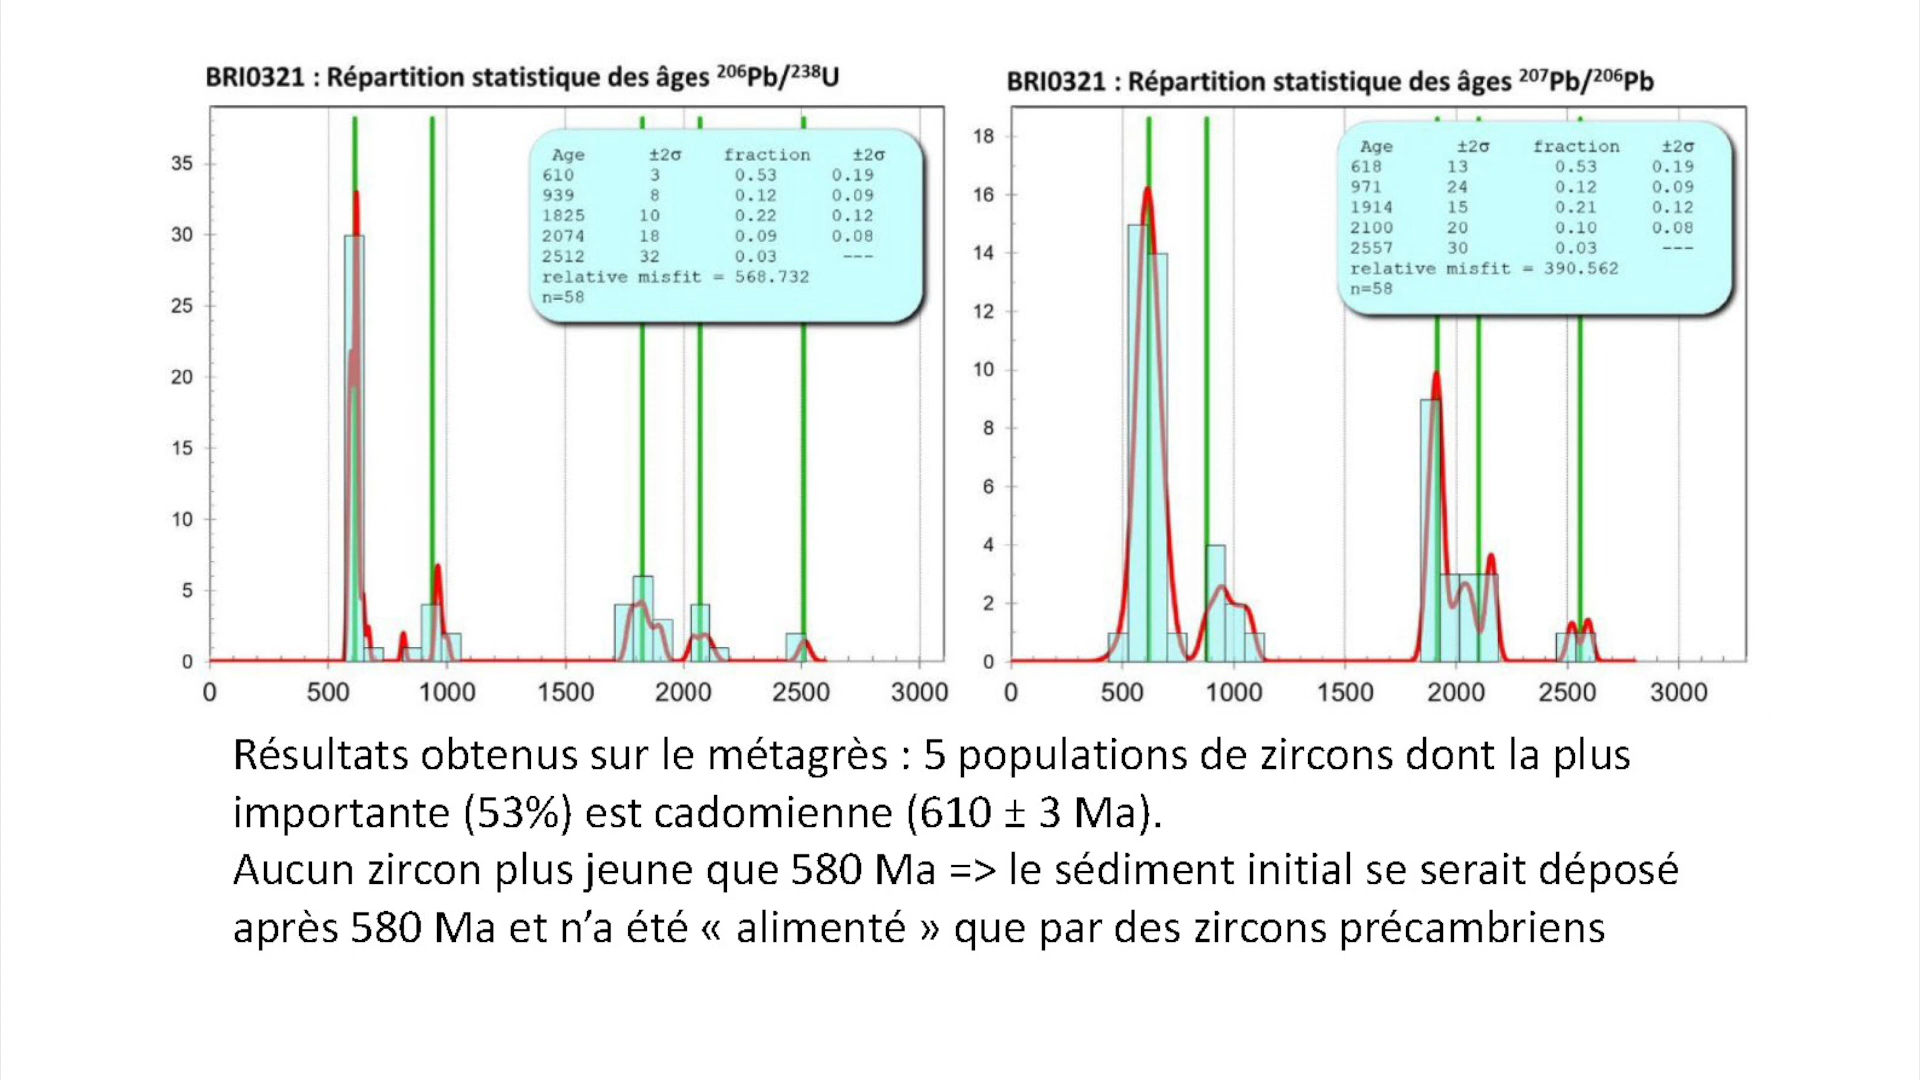 BRI0321 : Répartition statistique des âges ²⁰⁶Pb/²³⁸U
35
30
25
20
15
10
5
0
0 500 1000 1500 2000 2500 3000
Age ±2σ fraction ±2σ
610 3 0.53 0.19
939 8 0.12 0.09
1825 10 0.22 0.12
2074 18 0.09 0.08
2512 32 0.03 ---
relative misfit = 568.732
n=58
BRI0321 : Répartition statistique des âges ²⁰⁷Pb/²⁰⁶Pb
18
16
14
12
10
8
6
4
2
0
0 500 1000 1500 2000 2500 3000
Age ±2σ fraction ±2σ
618 13 0.53 0.19
971 24 0.12 0.09
1914 15 0.21 0.12
2100 20 0.10 0.08
2557 30 0.03 ---
relative misfit = 390.562
n=58
Résultats obtenus sur le métagrès : 5 populations de zircons dont la plus
importante (53%) est cadomienne (610 ± 3 Ma).
Aucun zircon plus jeune que 580 Ma => le sédiment initial se serait déposé
après 580 Ma et n’a été « alimenté » que par des zircons précambriens